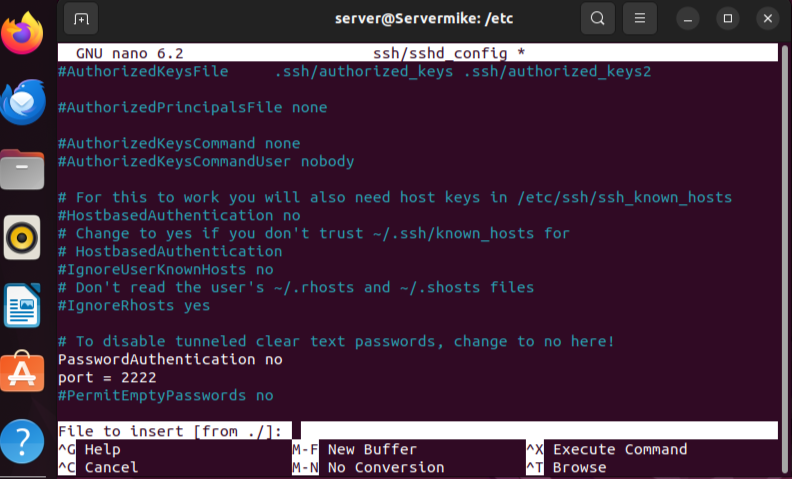 server@Servermike: /etc
GNU nano 6.2 ssh/sshd_config *
#AuthorizedKeysFile .ssh/authorized_keys .ssh/authorized_keys2
#AuthorizedPrincipalsFile none
#AuthorizedKeysCommand none
#AuthorizedKeysCommandUser nobody
# For this to work you will also need host keys in /etc/ssh/ssh_known_hosts
#HostbasedAuthentication no
# Change to yes if you don't trust ~/.ssh/known_hosts for
# HostbasedAuthentication
#IgnoreUserKnownHosts no
# Don't read the user's ~/.rhosts and ~/.shosts files
#IgnoreRhosts yes
# To disable tunneled clear text passwords, change to no here!
PasswordAuthentication no
port = 2222
#PermitEmptyPasswords no
File to insert [from ./]:
^G Help M-F New Buffer ^X Execute Command
^C Cancel M-N No Conversion ^T Browse